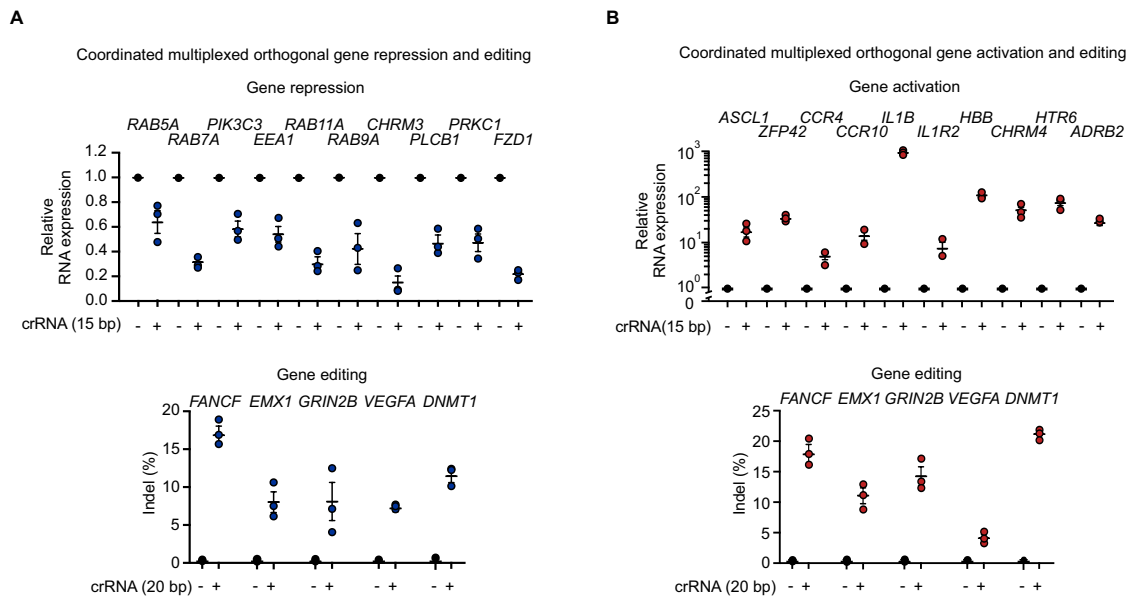 A
Coordinated multiplexed orthogonal gene repression and editing
Gene repression
RAB5A PIK3C3 RAB11A CHRM3 PRKC1
RAB7A EEA1 RAB9A PLCB1 FZD1
Relative
RNA expression
1.2
1.0
0.8
0.6
0.4
0.2
0.0
crRNA (15 bp) - + - + - + - + - + - + - + - + - + - +
Gene editing
FANCF EMX1 GRIN2B VEGFA DNMT1
Indel (%)
20
15
10
5
0
crRNA (20 bp) - + - + - + - + - +
B
Coordinated multiplexed orthogonal gene activation and editing
Gene activation
ASCL1 CCR4 IL1B HBB HTR6
ZFP42 CCR10 IL1R2 CHRM4 ADRB2
Relative
RNA expression
10³
10²
10¹
10⁰
0
crRNA(15 bp) - + - + - + - + - + - + - + - + - + - +
Gene editing
FANCF EMX1 GRIN2B VEGFA DNMT1
Indel (%)
25
20
15
10
5
0
crRNA (20 bp) - + - + - + - + - +